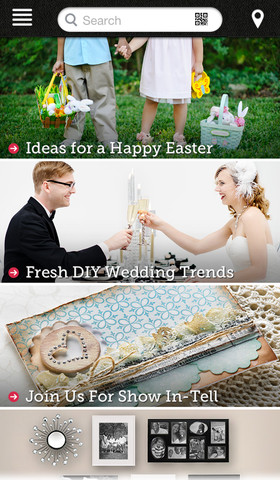 Search
Ideas for a Happy Easter
Fresh DIY Wedding Trends
Join Us For Show In-Tell